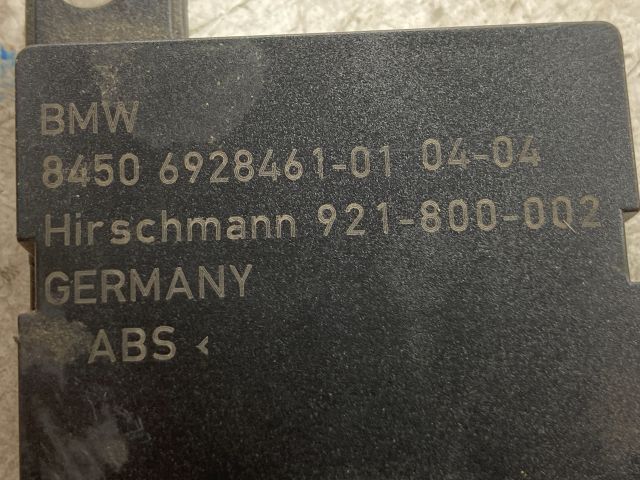 BMW
8450 6928461-01 04-04
Hirschmann 921-800-002
GERMANY
ABS <